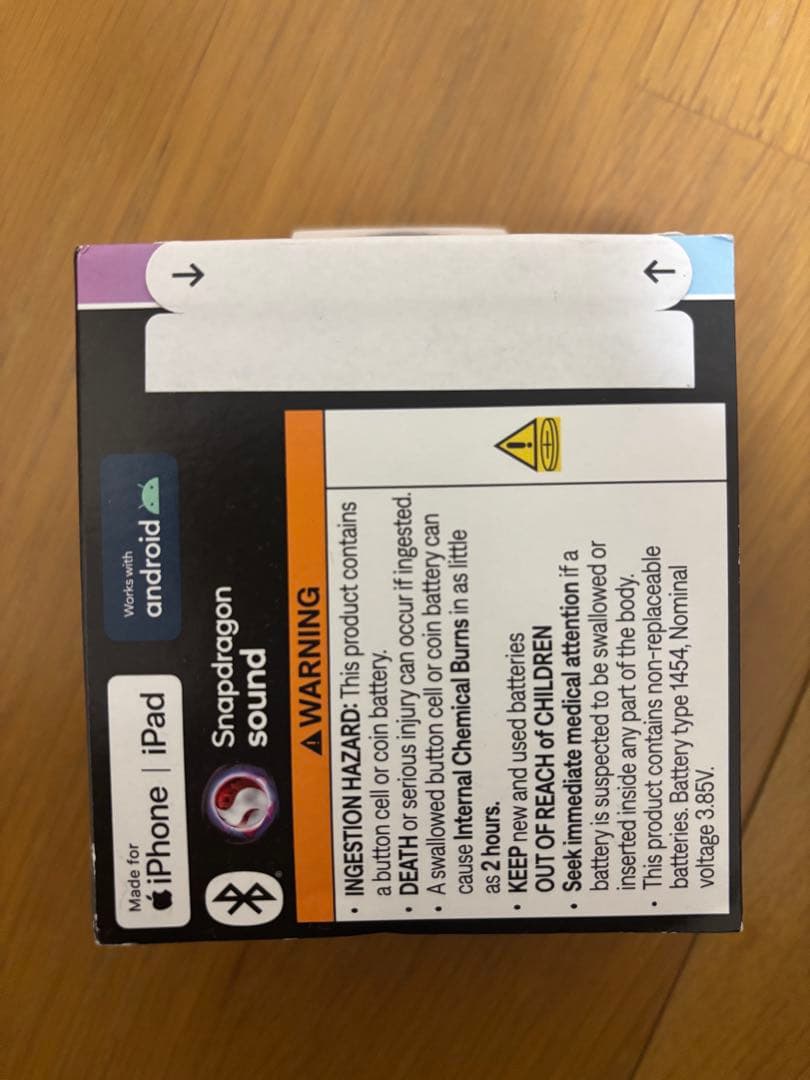 Made for
iPhone | iPad
Works with
android
Snapdragon
sound
WARNING
• INGESTION HAZARD: This product contains
a button cell or coin battery.
• DEATH or serious injury can occur if ingested.
• A swallowed button cell or coin battery can
cause Internal Chemical Burns in as little
as 2 hours.
• KEEP new and used batteries
OUT OF REACH of CHILDREN
• Seek immediate medical attention if a
battery is suspected to be swallowed or
inserted inside any part of the body.
• This product contains non-replaceable
batteries. Battery type 1454, Nominal
voltage 3.85V.